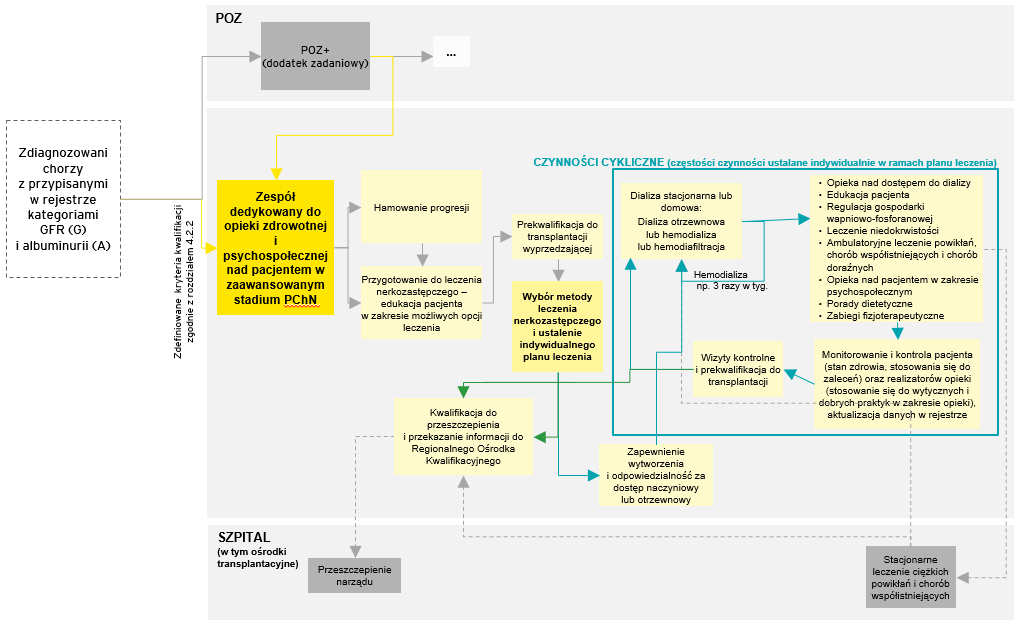 POZ
POZ+
(dodatek zadaniowy)
...
Zdiagnozowani
chorzy
z przypisanymi
w rejestrze
kategoriami
GFR (G)
i albuminurii (A)
Zdefiniowane kryteria kwalifikacji
zgodnie z rozdziałem 4.2.2
Zespół
dedykowany do
opieki zdrowotnej
i
psychospołecznej
nad pacjentem w
zaawansowanym
stadium PChN
Hamowanie progresji
Przygotowanie do leczenia
nerkozastępczego –
edukacja pacjenta
w zakresie możliwych opcji
leczenia
Prekwalifikacja do
transplantacji
wyprzedzającej
Wybór metody
leczenia
nerkozastępczego
i ustalenie
indywidualnego
planu leczenia
CZYNNOŚCI CYKLICZNE (częstości czynności ustalane indywidualnie w ramach planu leczenia)
Dializa stacjonarna lub
domowa:
Dializa otrzewnowa
lub hemodializa
lub hemodiafiltracja
Hemodializa
np. 3 razy w tyg.
• Opieka nad dostępem do dializy
• Edukacja pacjenta
• Regulacja gospodarki
wapniowo-fosforanowej
• Leczenie niedokrwistości
• Ambulatoryjne leczenie powikłań,
chorób współistniejących i chorób
doraźnych
• Opieka nad pacjentem w zakresie
psychospołecznym
• Porady dietetyczne
• Zabiegi fizjoterapeutyczne
Wizyty kontrolne
i prekwalifikacja do
transplantacji
Monitorowanie i kontrola pacjenta
(stan zdrowia, stosowania się do
zaleceń) oraz realizatorów opieki
(stosowanie się do wytycznych i
dobrych praktyk w zakresie opieki),
aktualizacja danych w rejestrze
Kwalifikacja do
przeszczepienia
i przekazanie informacji do
Regionalnego Ośrodka
Kwalifikacyjnego
Zapewnienie
wytworzenia
i odpowiedzialność za
dostęp naczyniowy
lub otrzewnowy
SZPITAL
(w tym ośrodki
transplantacyjne)
Przeszczepienie
narządu
Stacjonarne
leczenie ciężkich
powikłań i chorób
współistniejących